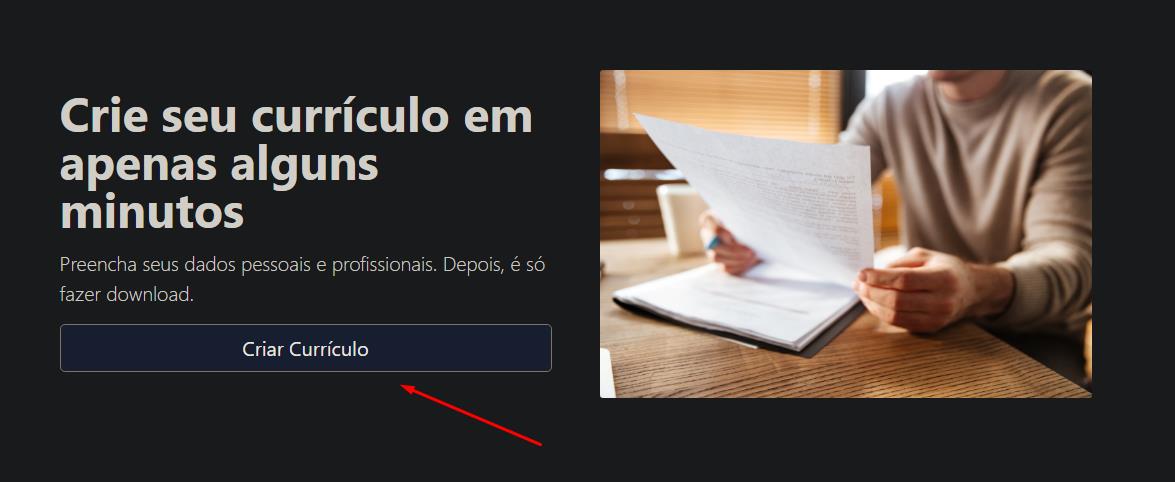 Crie seu currículo em
apenas alguns
minutos
Preencha seus dados pessoais e profissionais. Depois, é só
fazer download.
Criar Currículo